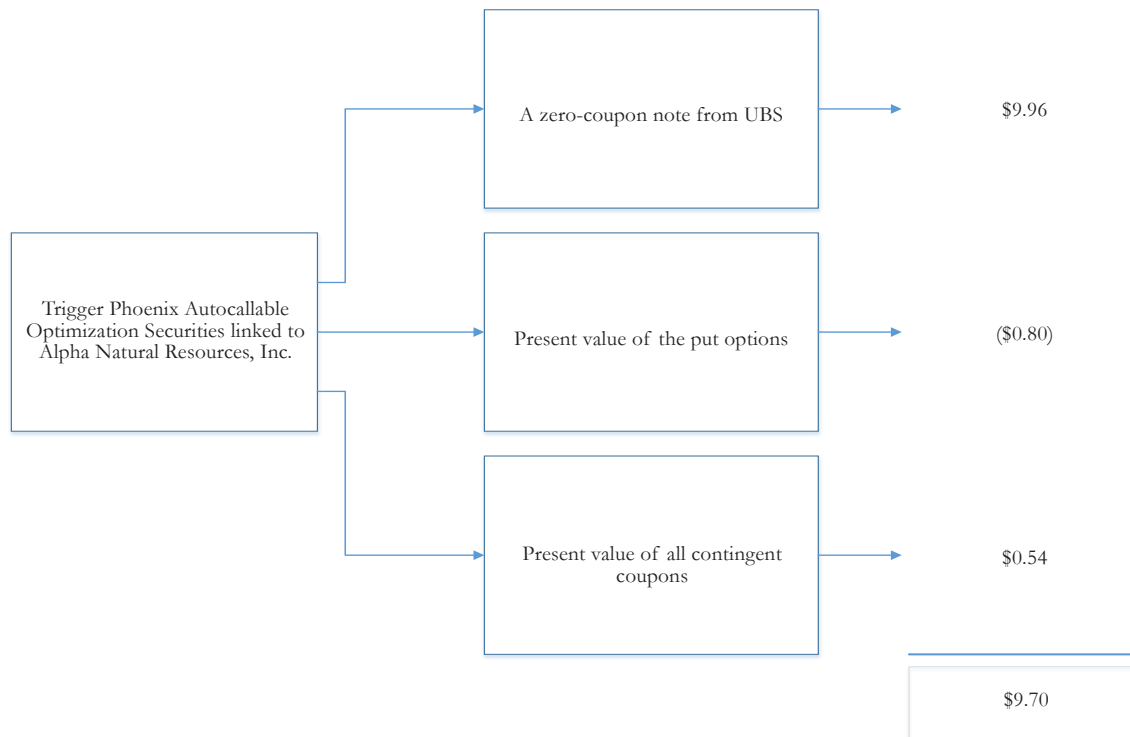 A zero-coupon note from UBS
$9.96
Trigger Phoenix Autocallable
Optimization Securities linked to
Alpha Natural Resources, Inc.
Present value of the put options
($0.80)
Present value of all contingent
coupons
$0.54
$9.70